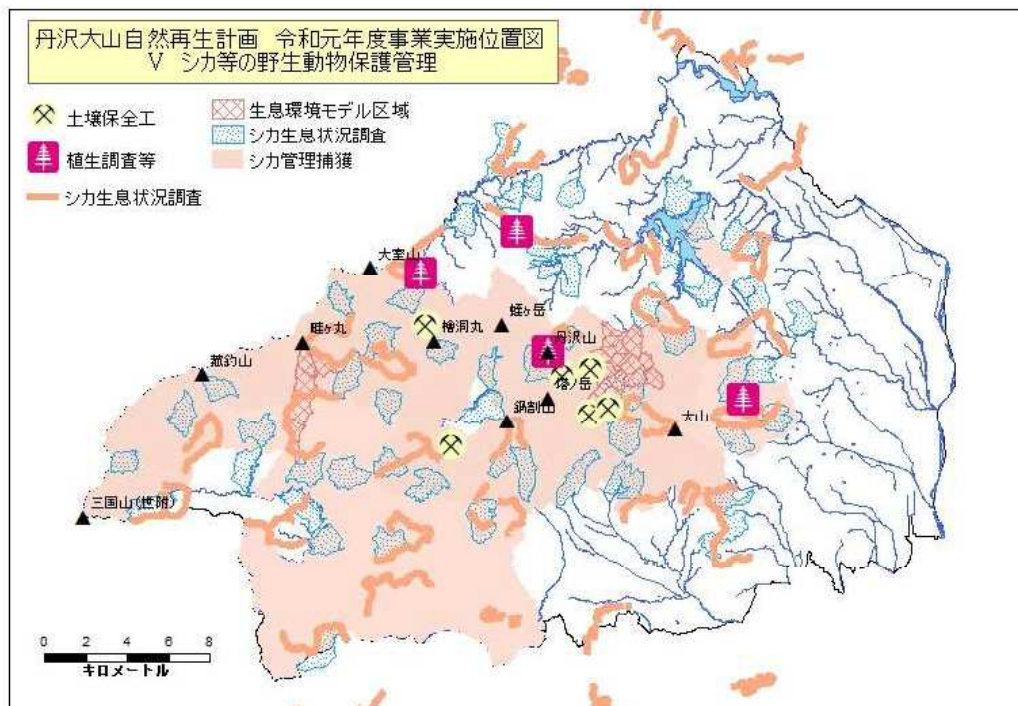 丹沢大山自然再生計画 令和元年度事業実施位置図
Ⅴ シカ等の野生動物保護管理
土壌保全工
植生調査等
シカ生息状況調査
生息環境モデル区域
シカ生息状況調査
シカ管理捕獲
大室山
畦ヶ丸
檜洞丸
蛭ヶ岳
丹沢山
菰釣山
塔ノ岳
鍋割山
大山
三国山(世附)
0 2 4 6 8
キロメートル